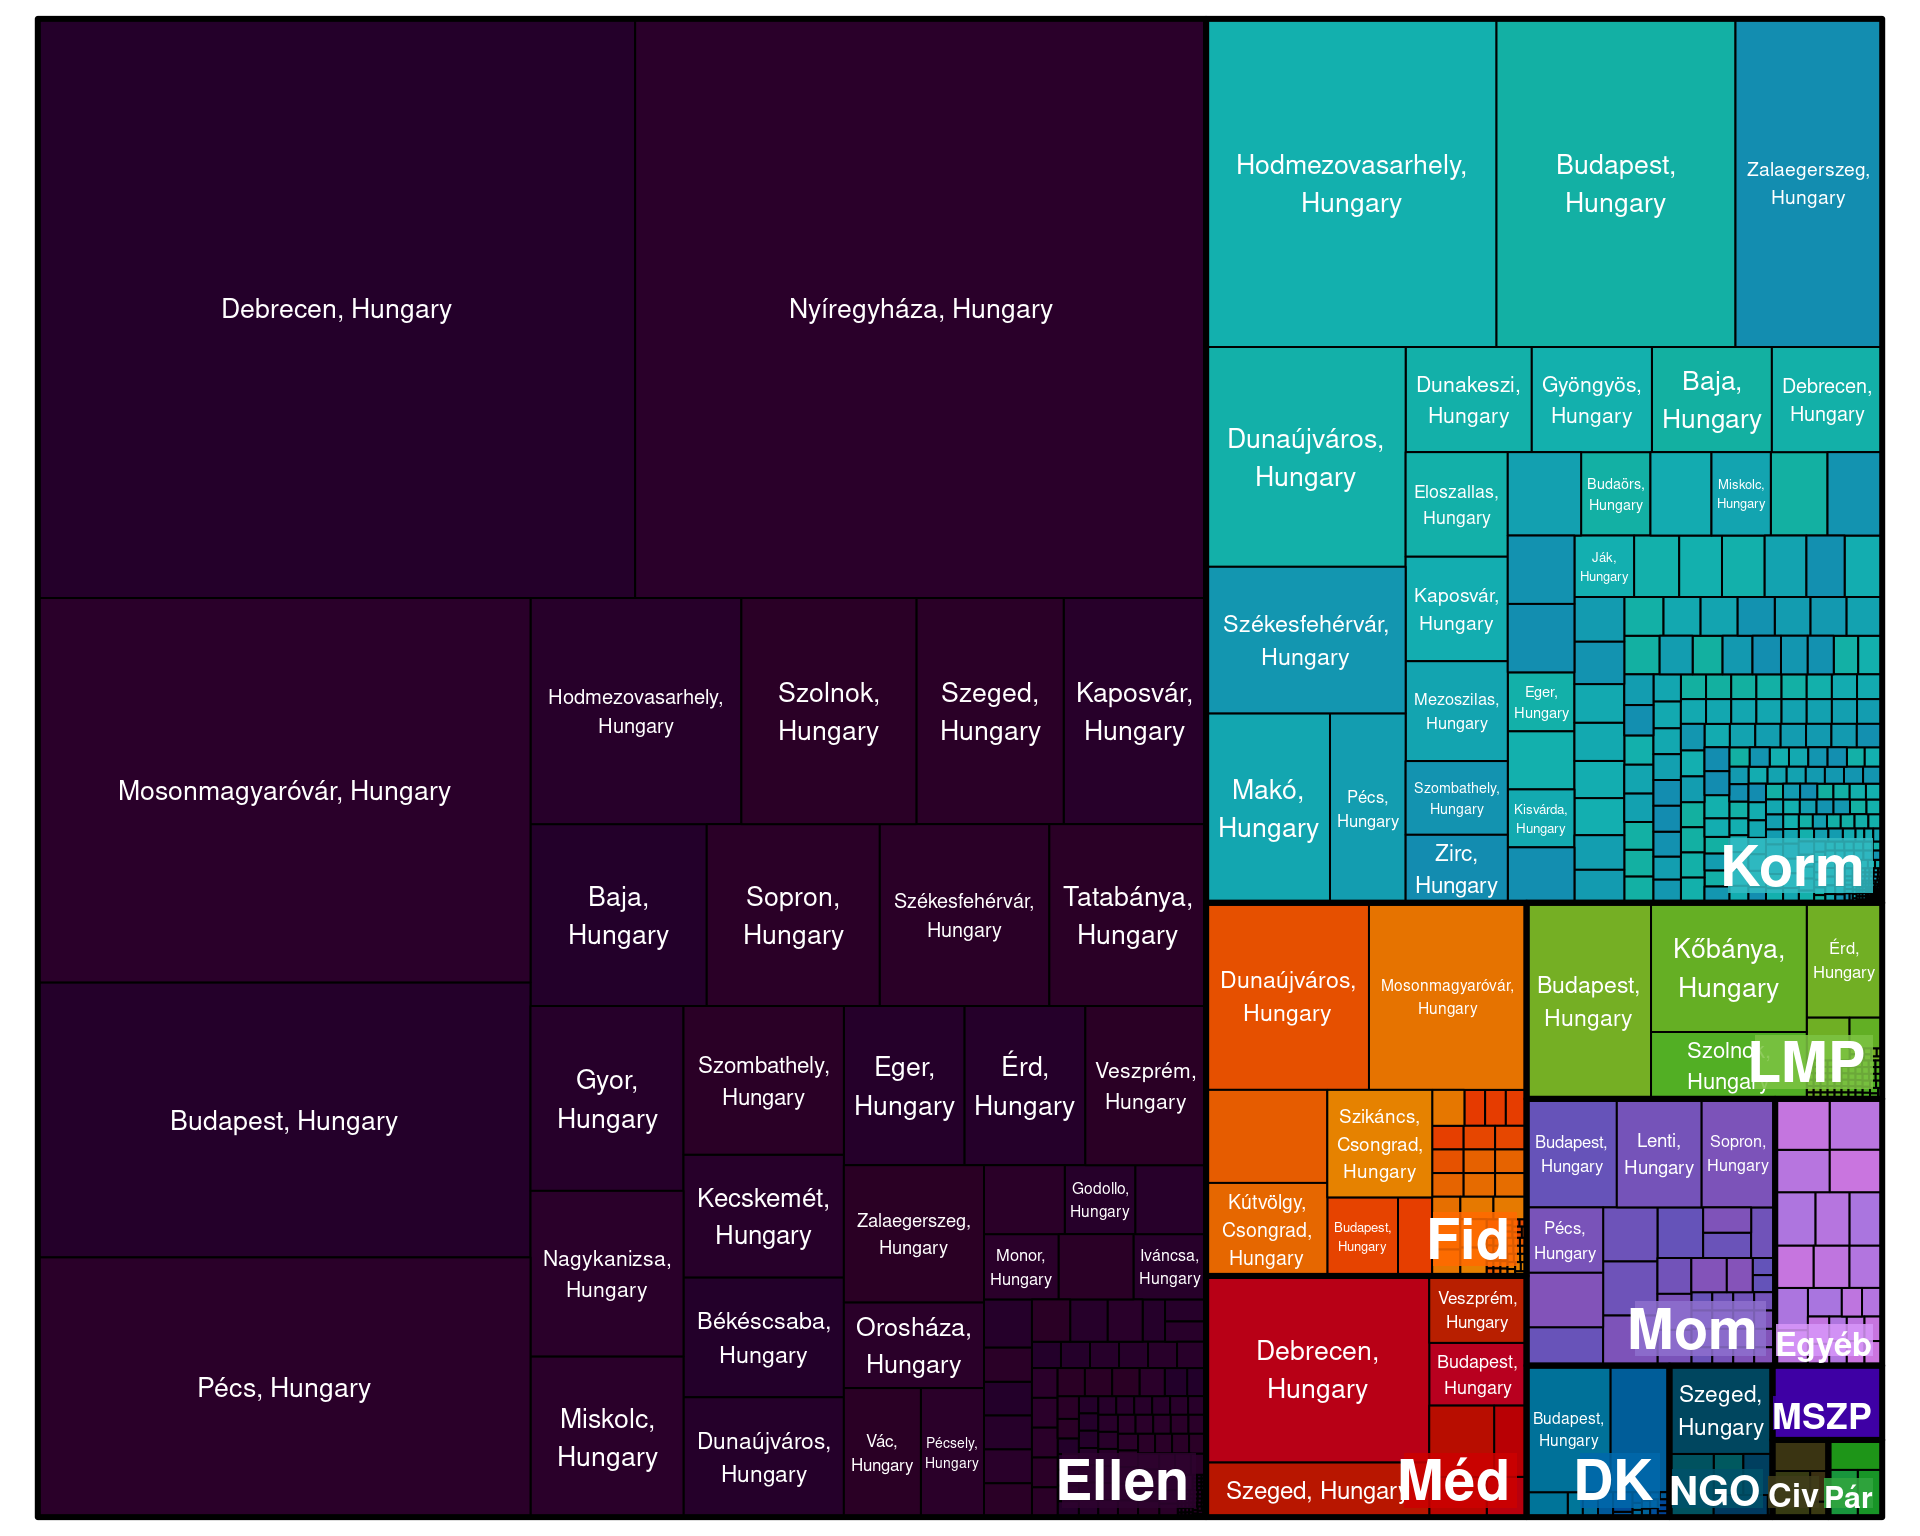 Debrecen, Hungary
Nyíregyháza, Hungary
Mosonmagyaróvár, Hungary
Budapest, Hungary
Pécs, Hungary
Hodmezovasarhely,
Hungary
Szolnok,
Hungary
Szeged,
Hungary
Kaposvár,
Hungary
Baja,
Hungary
Sopron,
Hungary
Székesfehérvár,
Hungary
Tatabánya,
Hungary
Gyor,
Hungary
Szombathely,
Hungary
Eger,
Hungary
Érd,
Hungary
Veszprém,
Hungary
Nagykanizsa,
Hungary
Kecskemét,
Hungary
Zalaegerszeg,
Hungary
Godollo,
Hungary
Monor,
Hungary
Iváncsa,
Hungary
Miskolc,
Hungary
Békéscsaba,
Hungary
Orosháza,
Hungary
Dunaújváros,
Hungary
Vác,
Hungary
Pécsely,
Hungary
Ellen
Hodmezovasarhely,
Hungary
Budapest,
Hungary
Zalaegerszeg,
Hungary
Dunaújváros,
Hungary
Dunakeszi,
Hungary
Gyöngyös,
Hungary
Baja,
Hungary
Debrecen,
Hungary
Eloszallas,
Hungary
Budaörs,
Hungary
Miskolc,
Hungary
Ják,
Hungary
Székesfehérvár,
Hungary
Kaposvár,
Hungary
Mezoszilas,
Hungary
Eger,
Hungary
Makó,
Hungary
Pécs,
Hungary
Szombathely,
Hungary
Kisvárda,
Hungary
Zirc,
Hungary
Korm
Dunaújváros,
Hungary
Mosonmagyaróvár,
Hungary
Szikáncs,
Csongrad,
Hungary
Kútvölgy,
Csongrad,
Hungary
Budapest,
Hungary
Fid
Budapest,
Hungary
Kőbánya,
Hungary
Érd,
Hungary
Szolnok,
Hungary
LMP
Budapest,
Hungary
Lenti,
Hungary
Sopron,
Hungary
Pécs,
Hungary
Mom
Egyéb
Debrecen,
Hungary
Veszprém,
Hungary
Budapest,
Hungary
Szeged, Hungary
Méd
Budapest,
Hungary
DK
Szeged,
Hungary
NGO
MSZP
Civ
Pár